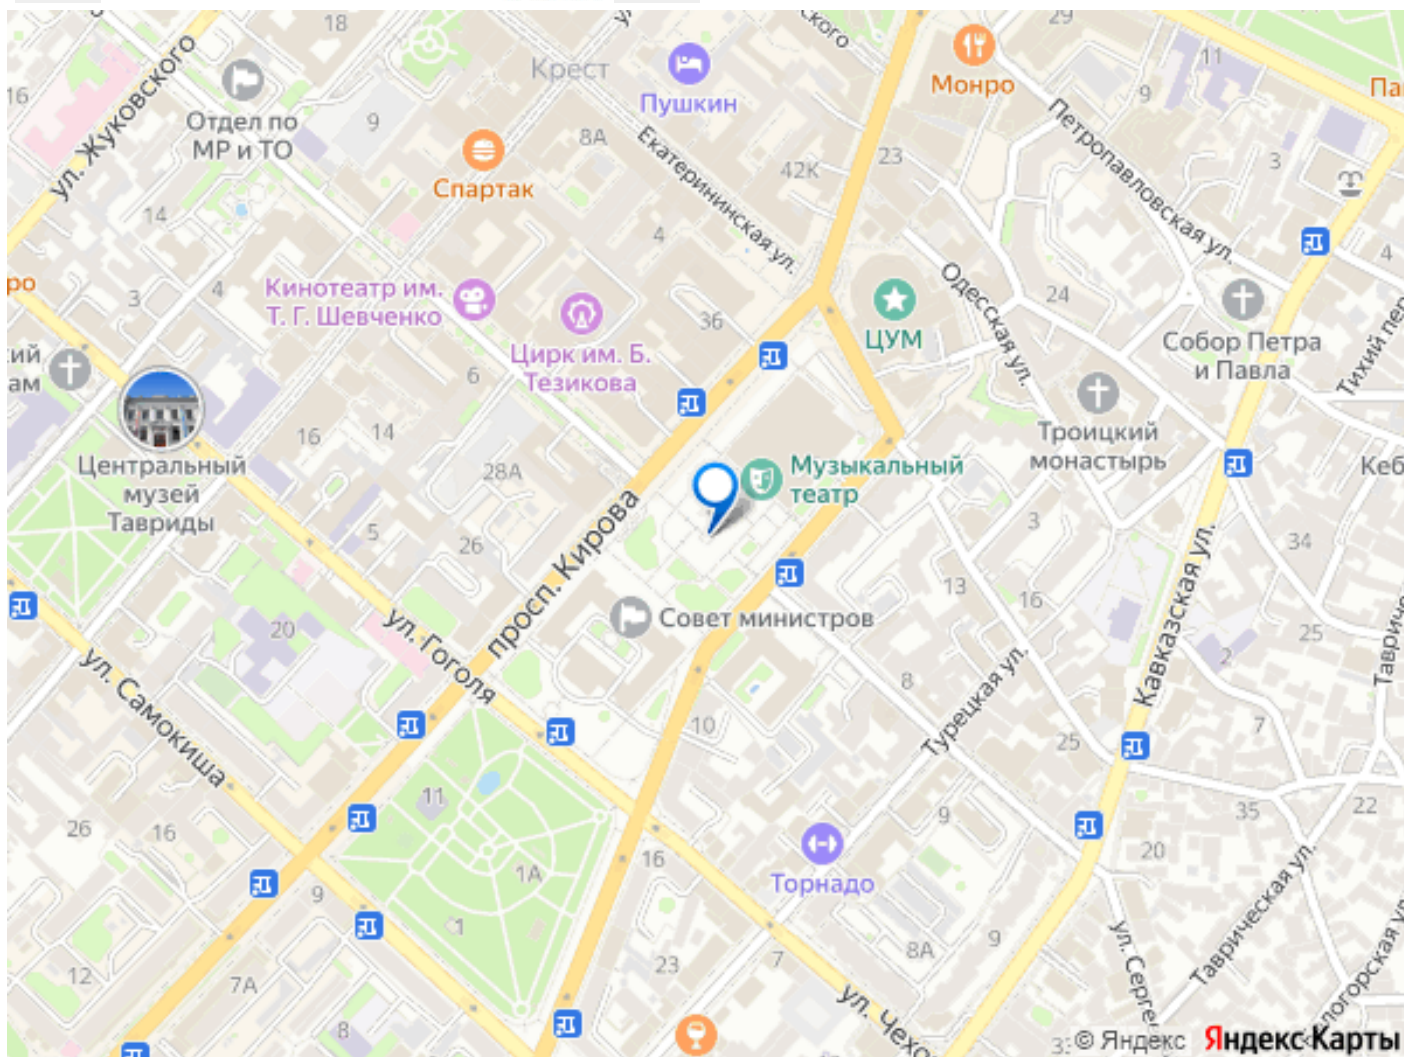 18
29
ул. Жуковского
Крест
Пушкин
Монро
11
16
Отдел по
МР и ТО
9
8А
Екатерининская ул.
42К
23
9
Петропавловская ул.
3
Спартак
14
4
4
Кинотеатр им.
Т. Г. Шевченко
3
4
36
ЦУМ
Одесская ул.
24
Собор Петра
и Павла
Цирк им. Б.
Тезикова
6
Троицкий
монастырь
16
14
28А
Центральный
музей
Тавриды
Музыкальный
театр
5
26
просп. Кирова
3
34
13
16
Кавказская ул.
25
20
ул. Гоголя
Совет министров
2
ул. Самокиша
8
Турецкая ул.
7
10
25
11
35
22
26
16
9
1А
16
Торнадо
9
20
1
9
8А
9
Таврическая ул.
12
7А
23
7
8
© Яндекс
Яндекс Карты